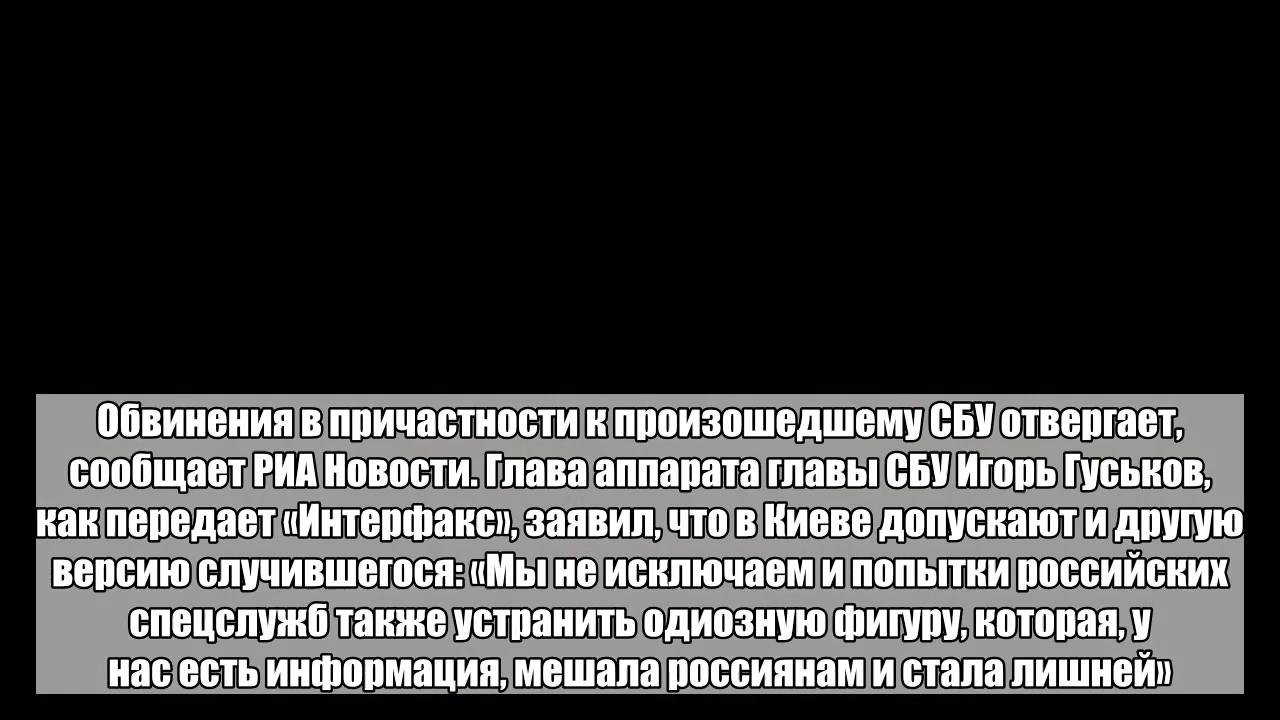 Обвинения в причастности к произошедшему СБУ отвергает,
сообщает РИА Новости. Глава аппарата главы СБУ Игорь Гуськов,
как передает «Интерфакс», заявил, что в Киеве допускают и другую
версию случившегося: «Мы не исключаем и попытки российских
спецслужб также устранить одиозную фигуру, которая, у
нас есть информация, мешала россиянам и стала лишней»